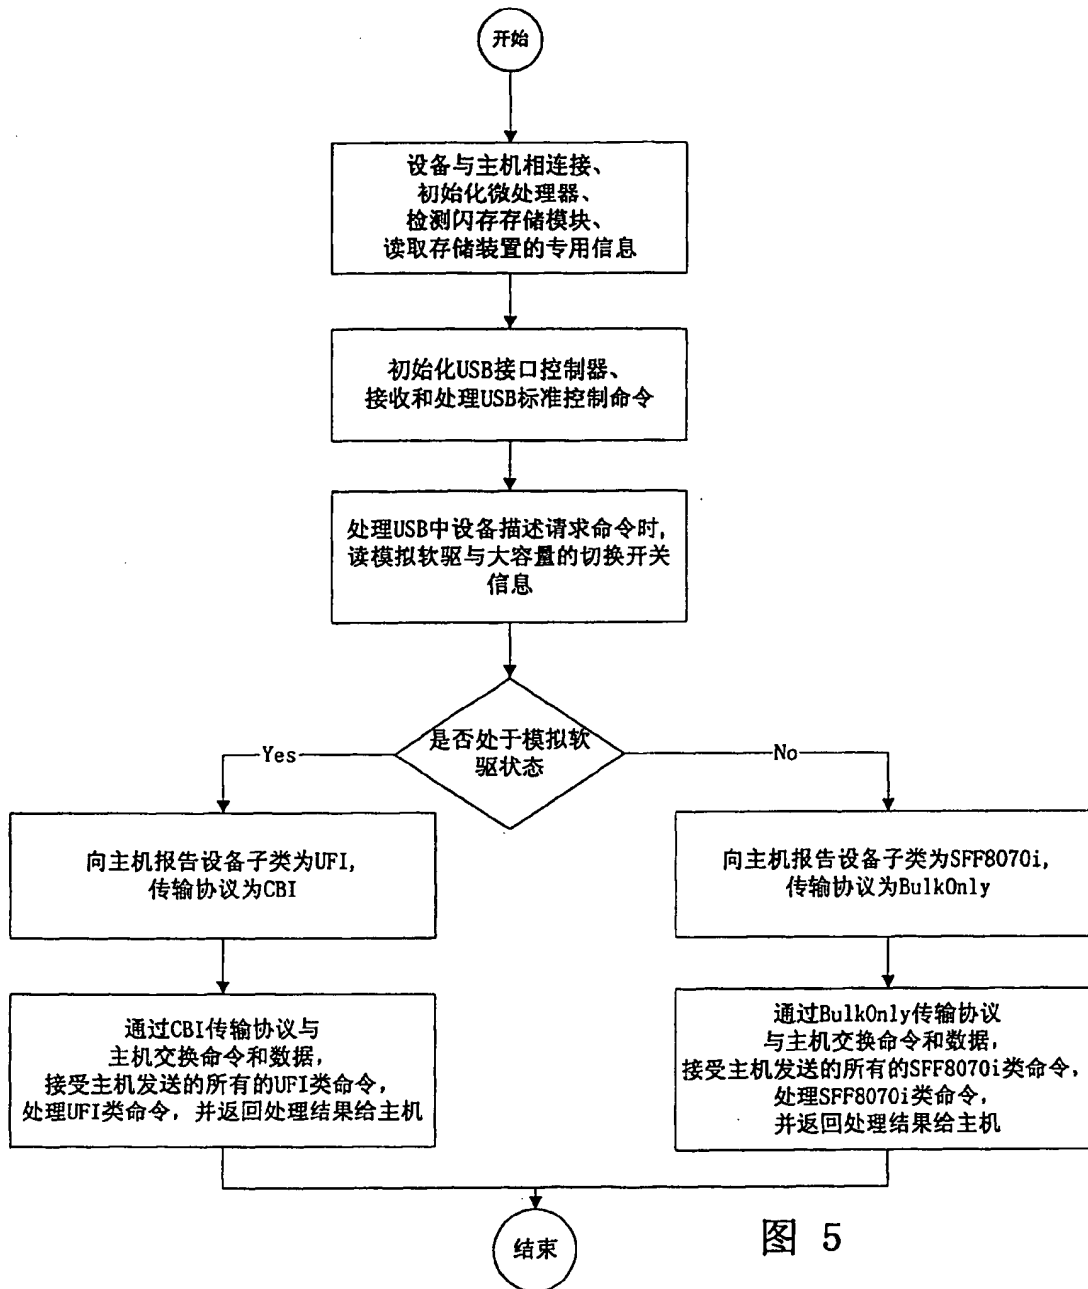 开始
设备与主机相连接、
初始化微处理器、
检测闪存存储模块、
读取存储装置的专用信息
初始化USB接口控制器、
接收和处理USB标准控制命令
处理USB中设备描述请求命令时,
读模拟软驱与大容量的切换开关
信息
是否处于模拟软
驱状态
Yes
No
向主机报告设备子类为UFI,
传输协议为CBI
向主机报告设备子类为SFF8070i,
传输协议为BulkOnly
通过CBI传输协议与
主机交换命令和数据,
接受主机发送的所有的UFI类命令,
处理UFI类命令, 并返回处理结果给主机
通过BulkOnly传输协议
与主机交换命令和数据,
接受主机发送的所有的SFF8070i类命令,
处理SFF8070i类命令,
并返回处理结果给主机
结束
图 5